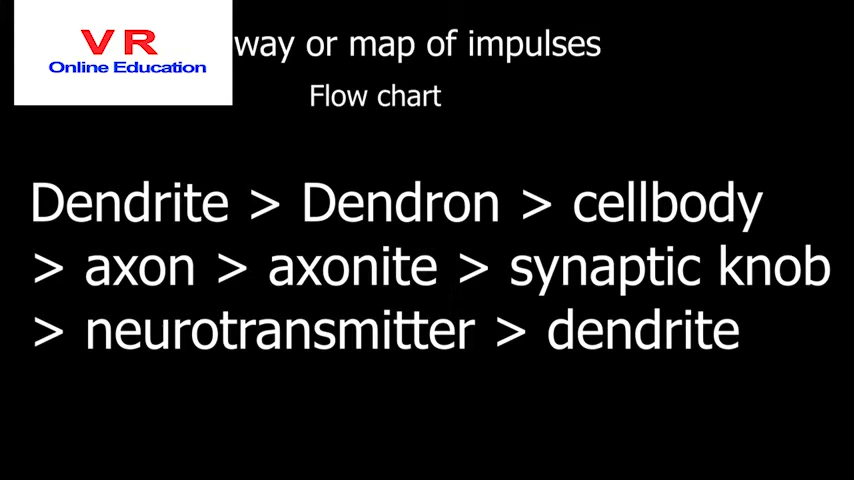 VR
Online Education
way or map of impulses
Flow chart
Dendrite > Dendron > cellbody
> axon > axonite > synaptic knob
> neurotransmitter > dendrite